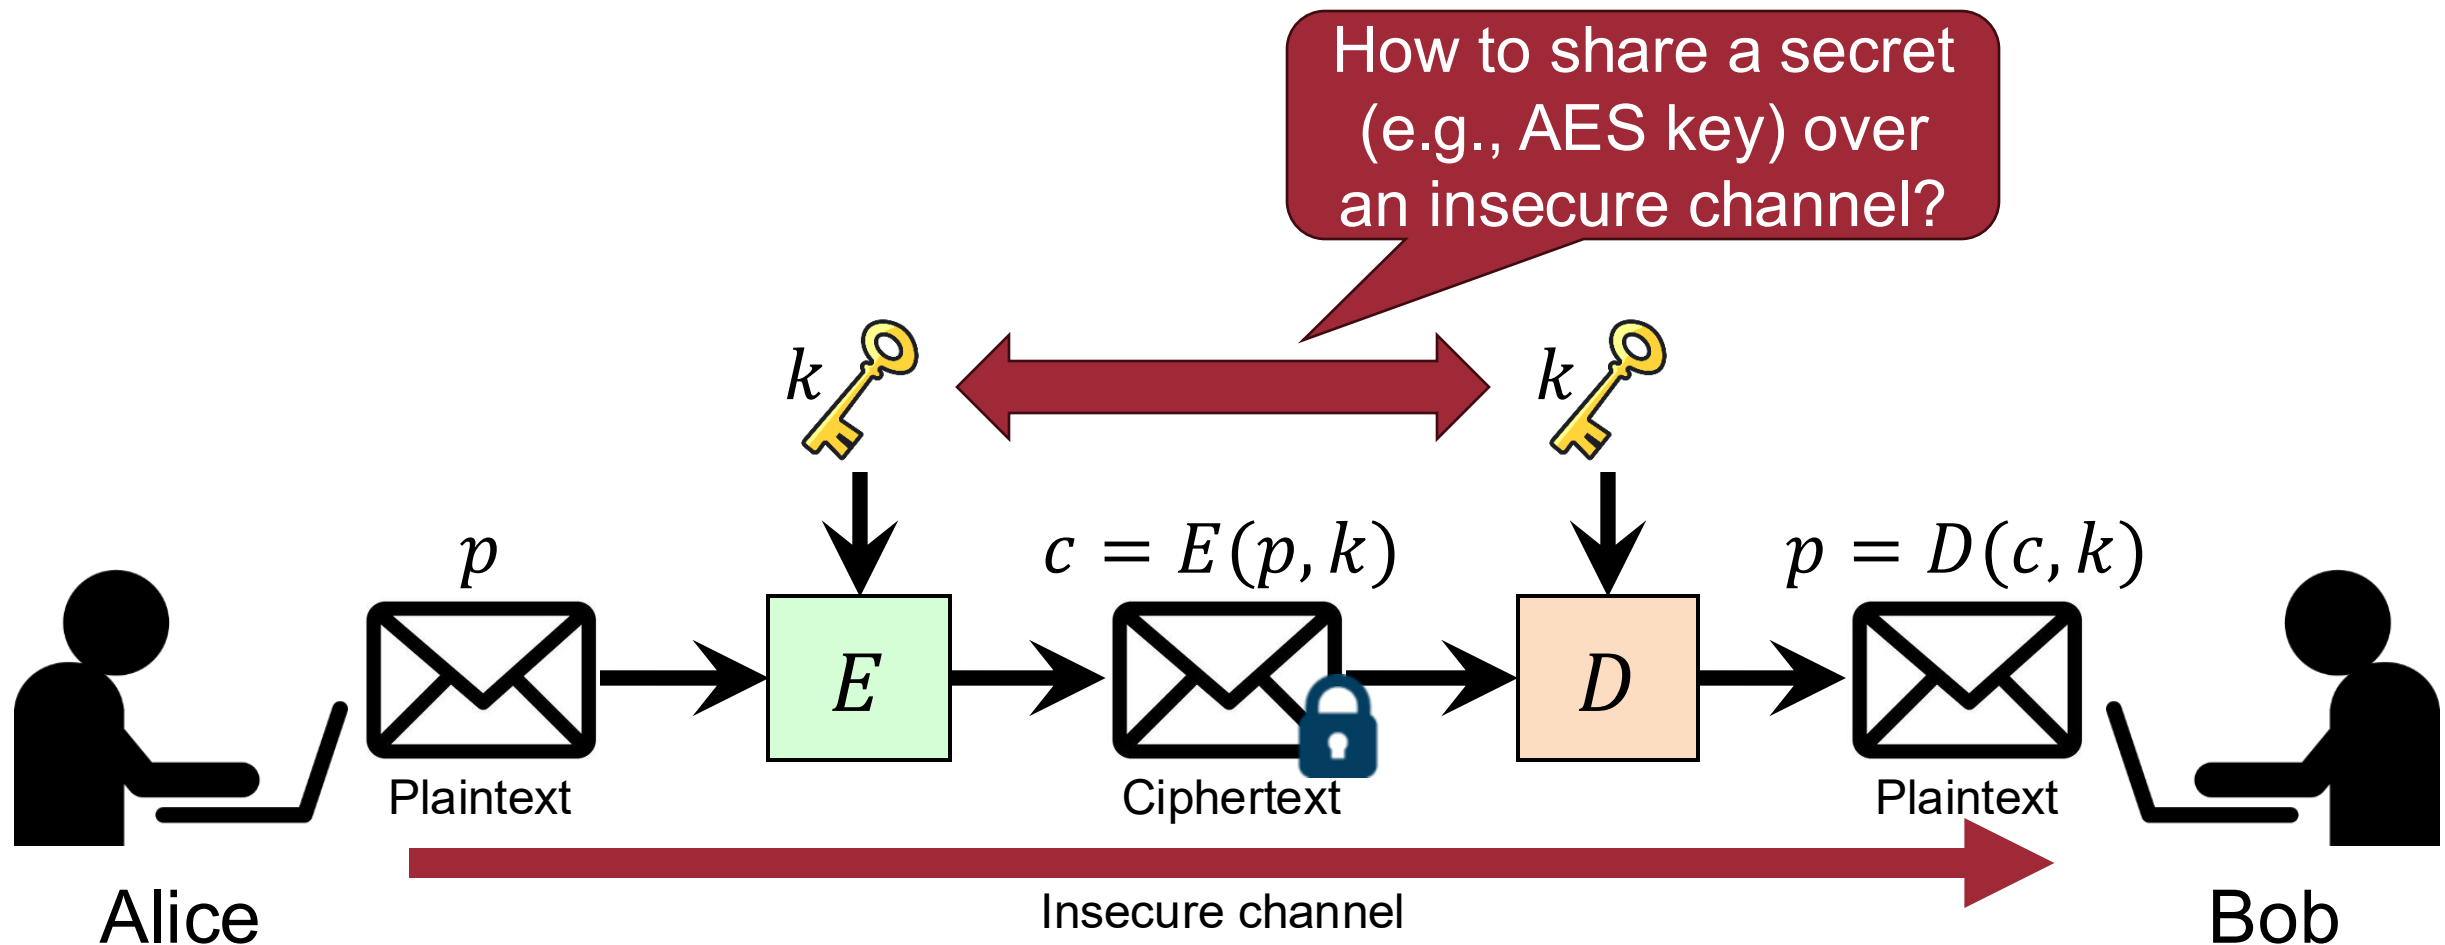 How to share a secret
(e.g., AES key) over
an insecure channel?
k
k
p
c = E(p, k)
p = D(c, k)
E
D
Plaintext
Ciphertext
Plaintext
Insecure channel
Alice
Bob